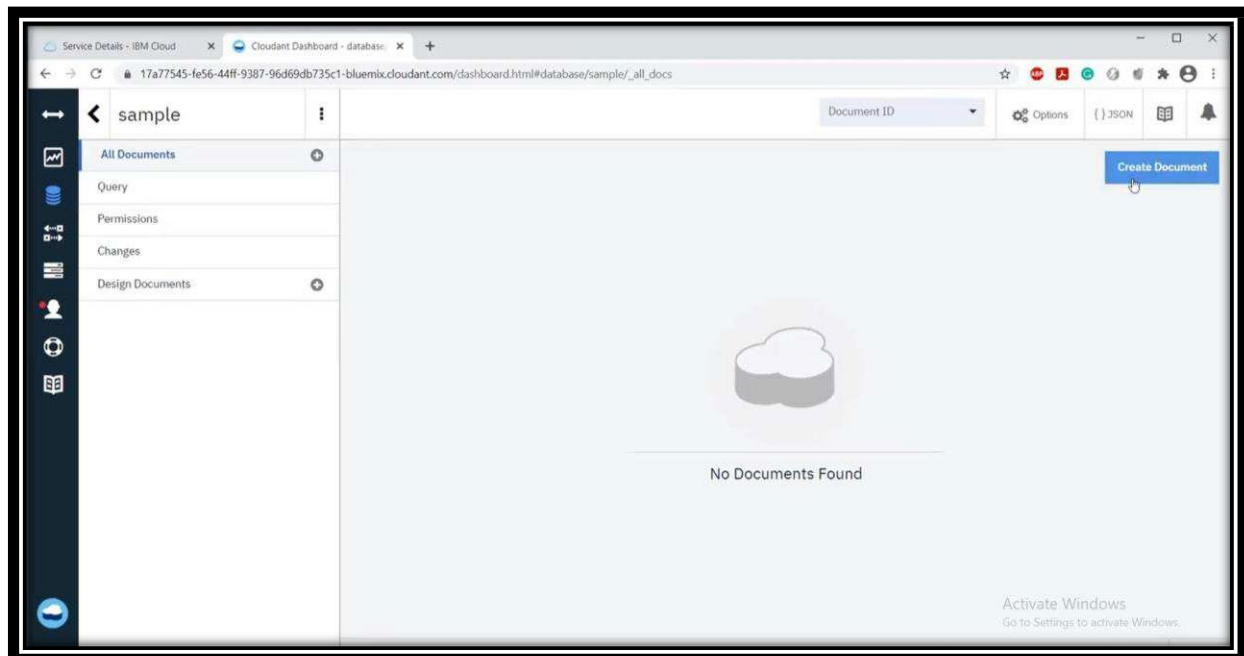 Service Details - IBM Cloud
Cloudant Dashboard - database
17a77545-fe56-44ff-9387-96d69db735c1-bluemix.cloudant.com/dashboard.html#database/sample/_all_docs
ABP
sample
Document ID
Options
{ } JSON
All Documents
Create Document
Query
Permissions
Changes
Design Documents
No Documents Found
Activate Windows
Go to Settings to activate Windows.